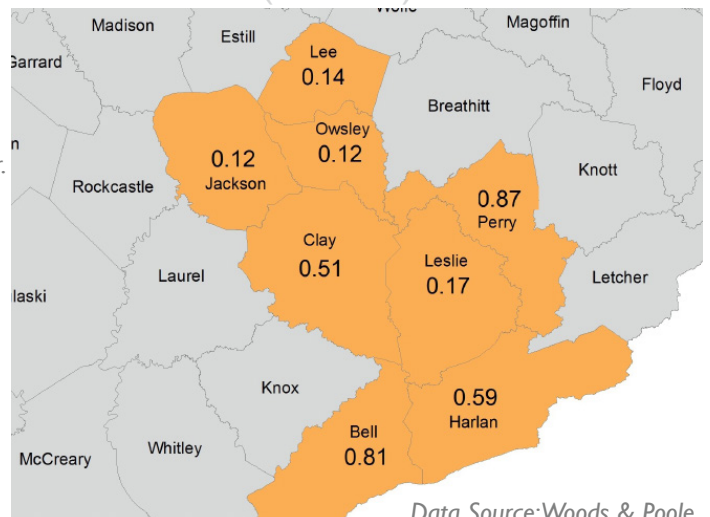 Madison
Estill
Magoffin
Lee
0.14
Garrard
Floyd
Breathitt
Owsley
0.12
0.12
Jackson
Knott
Rockcastle
0.87
Perry
Clay
0.51
Leslie
0.17
Laurel
Letcher
ulaski
0.59
Harlan
Knox
Bell
0.81
Whitley
McCreary
Data Source: Woods & Poole